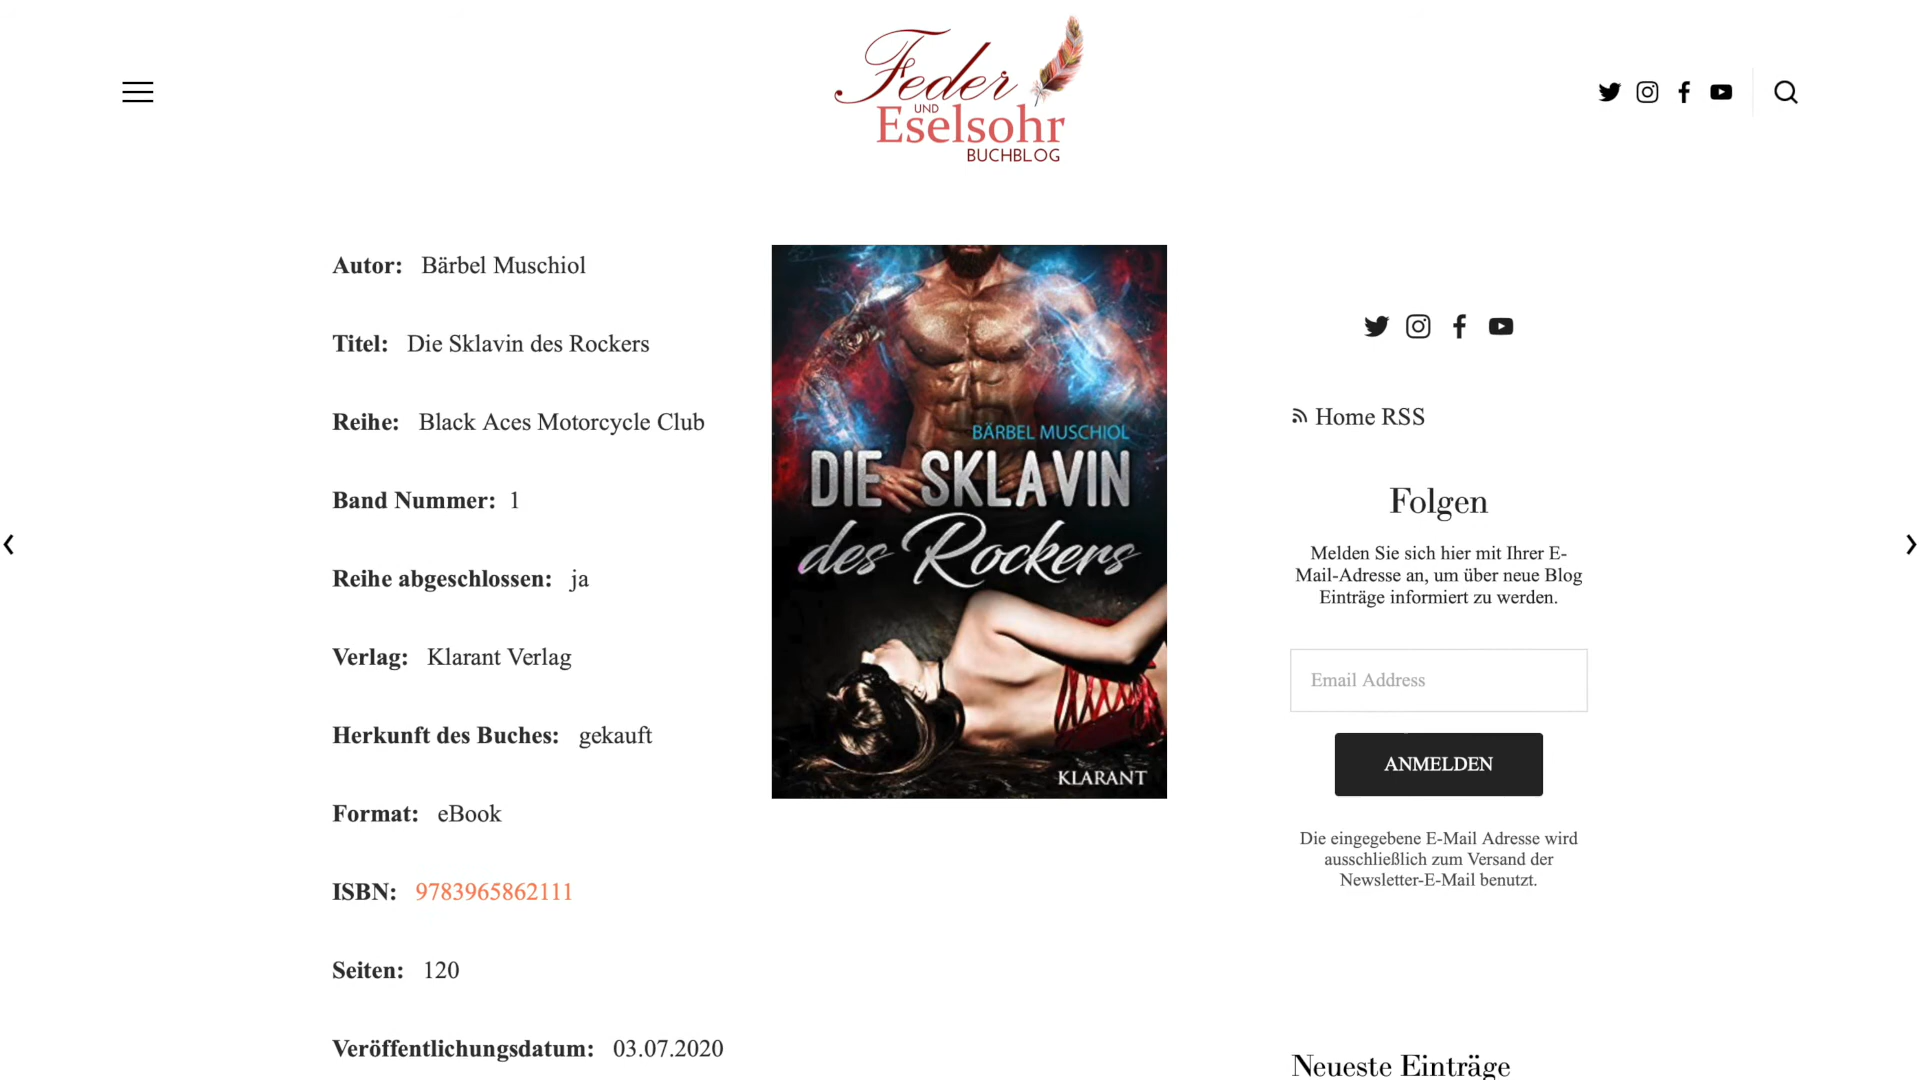 Feder
UND
Eselsohr
BUCHBLOG
Autor: Bärbel Muschiol
Titel: Die Sklavin des Rockers
Reihe: Black Aces Motorcycle Club
Band Nummer: 1
Reihe abgeschlossen: ja
Verlag: Klarant Verlag
Herkunft des Buches: gekauft
Format: eBook
ISBN: 9783965862111
Seiten: 120
Veröffentlichungsdatum: 03.07.2020
BÄRBEL MUSCHIOL
DIE SKLAVIN
des Rockers
KLARANT
Home RSS
Folgen
Melden Sie sich hier mit Ihrer E-
Mail-Adresse an, um über neue Blog
Einträge informiert zu werden.
Email Address
ANMELDEN
Die eingegebene E-Mail Adresse wird
ausschließlich zum Versand der
Newsletter-E-Mail benutzt.
Neueste Einträge